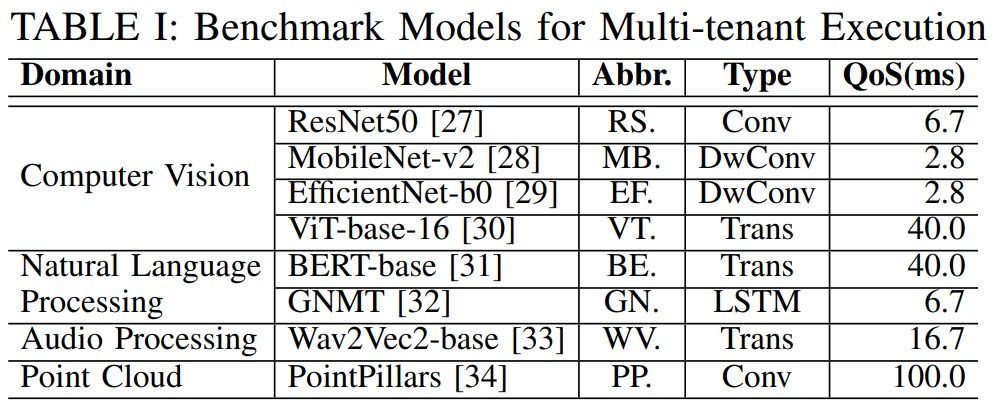 TABLE I: Benchmark Models for Multi-tenant Execution
Domain Model Abbr. Type QoS(ms)
Computer Vision
ResNet50 [27] RS. Conv 6.7
MobileNet-v2 [28] MB. DwConv 2.8
EfficientNet-b0 [29] EF. DwConv 2.8
ViT-base-16 [30] VT. Trans 40.0
Natural Language BERT-base [31] BE. Trans 40.0
Processing GNMT [32] GN. LSTM 6.7
Audio Processing Wav2Vec2-base [33] WV. Trans 16.7
Point Cloud PointPillars [34] PP. Conv 100.0